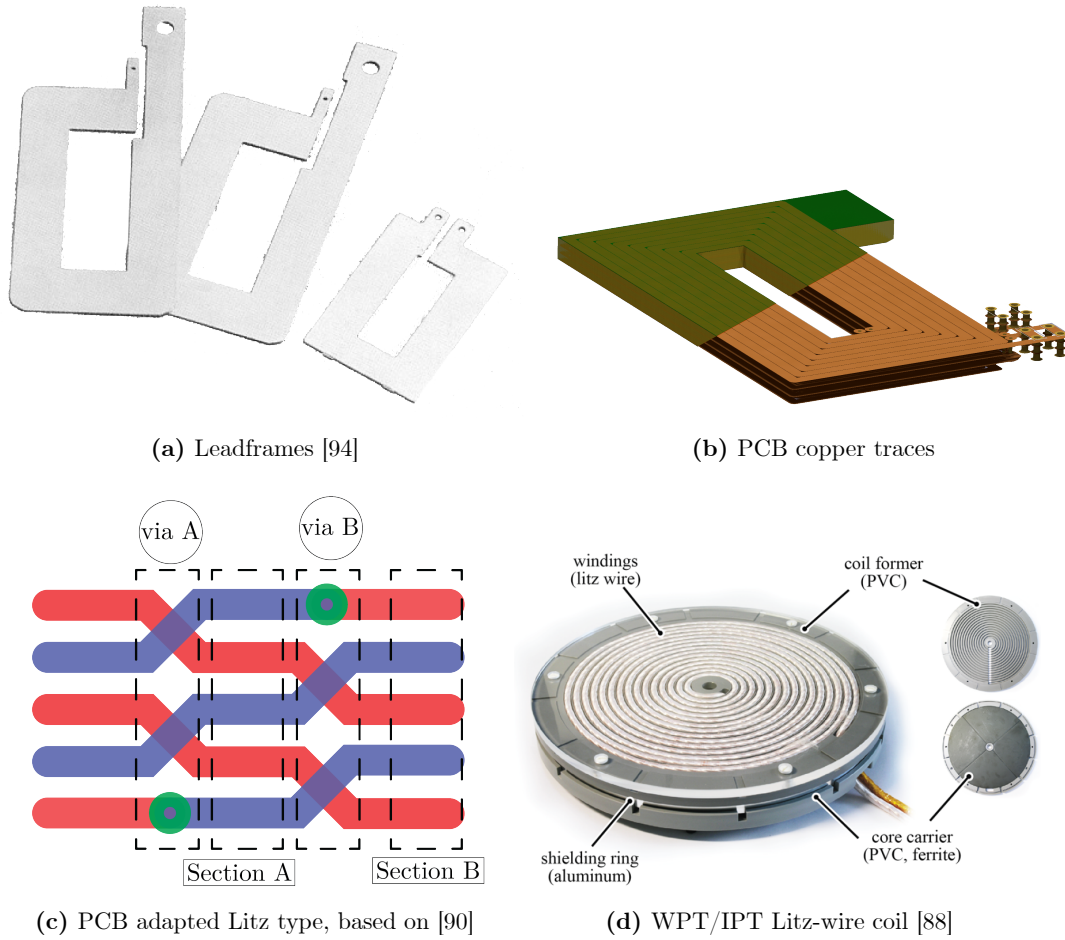 (a) Leadframes [94]
(b) PCB copper traces
via A
via B
Section A
Section B
(c) PCB adapted Litz type, based on [90]
windings
(litz wire)
coil former
(PVC)
shielding ring
(aluminum)
core carrier
(PVC, ferrite)
(d) WPT/IPT Litz-wire coil [88]